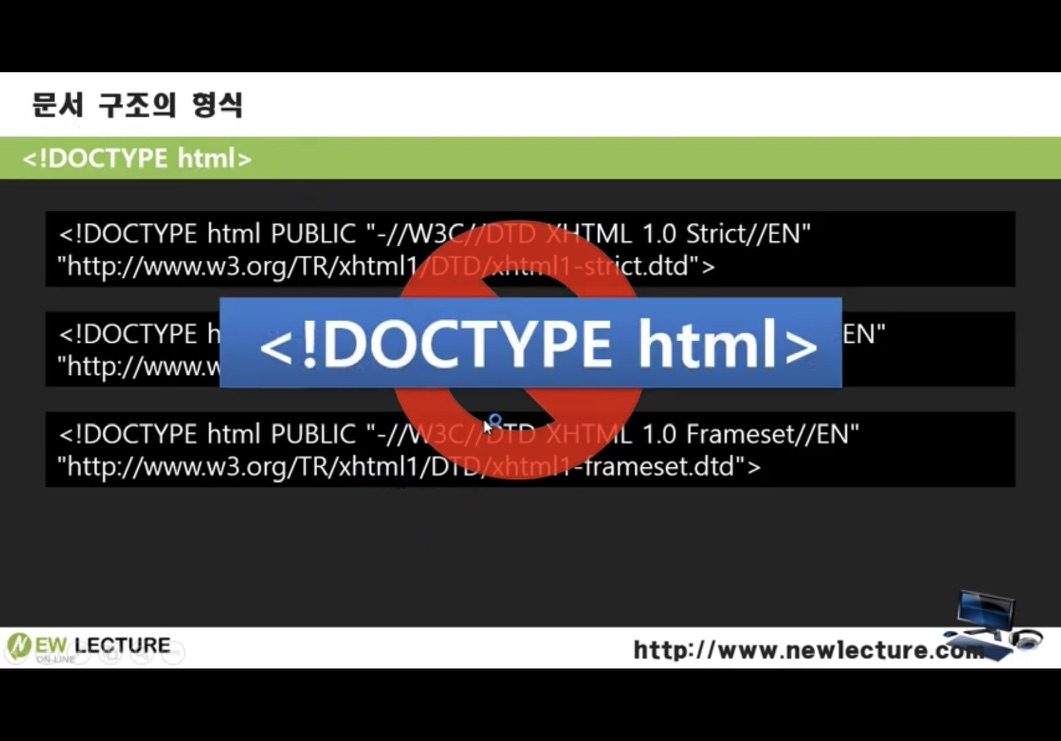 문서 구조의 형식
<!DOCTYPE html>
<!DOCTYPE html PUBLIC "-//W3C//DTD XHTML 1.0 Strict//EN"
"http://www.w3.org/TR/xhtml1/DTD/xhtml1-strict.dtd">
<!DOCTYPE h
EN"
"http://www.w
<!DOCTYPE html>
<!DOCTYPE html PUBLIC "-//W3C//DTD XHTML 1.0 Frameset//EN"
"http://www.w3.org/TR/xhtml1/DTD/xhtml1-frameset.dtd">
NEW LECTURE
ON-LINE
http://www.newlecture.com